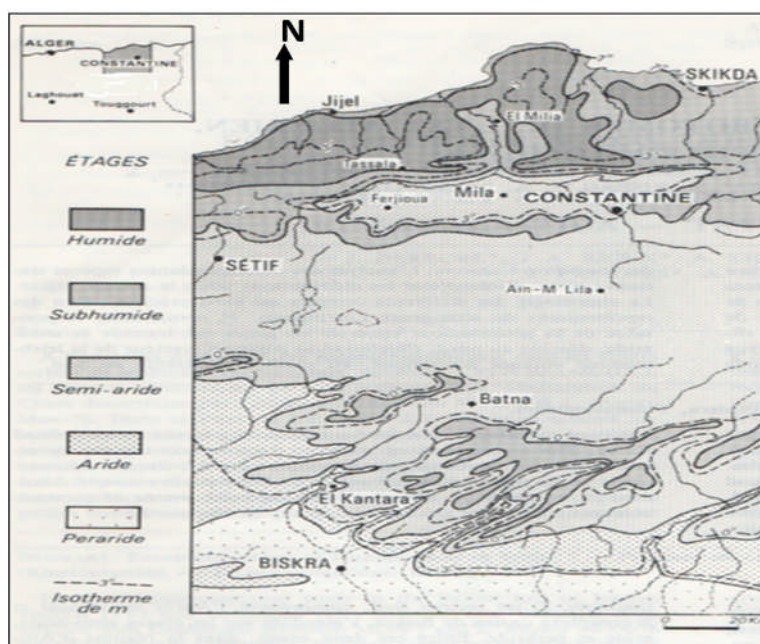 N
ALGER
CONSTANTINE
Laghouat
Touggourt
ÉTAGES
Humide
Subhumide
Semi-aride
Aride
Peraride
3°
Isotherme
de m
SKIKDA
Jijel
El Milia
Tassala
Mila
Ferjioua
CONSTANTINE
SÉTIF
Ain-M'Lila
Batna
El Kantara
BISKRA
0